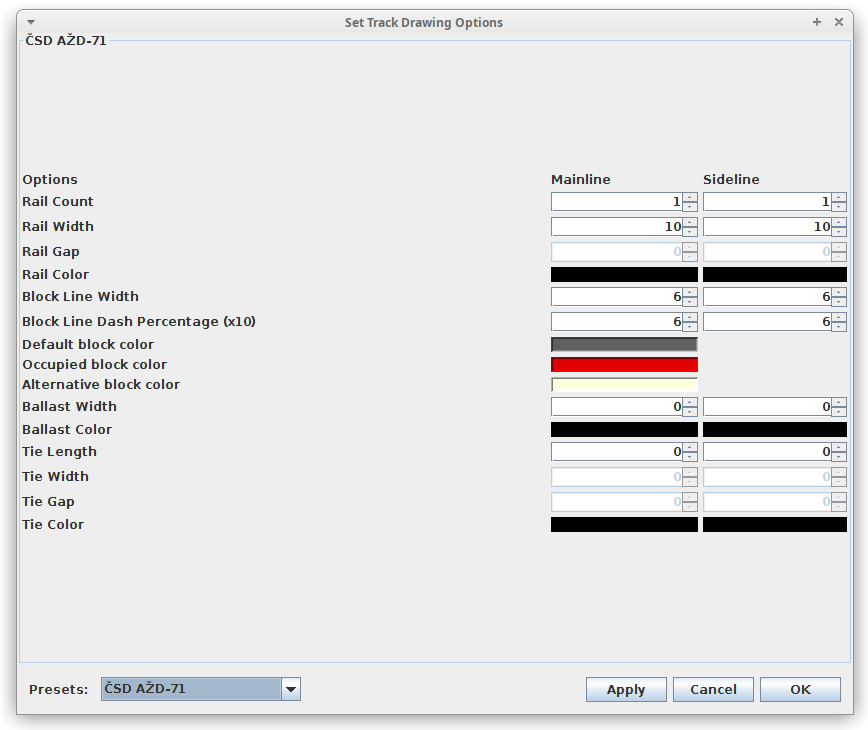 Set Track Drawing Options
ČSD AŽD-71
Options Mainline Sideline
Rail Count 1 1
Rail Width 10 10
Rail Gap 0 0
Rail Color
Block Line Width 6 6
Block Line Dash Percentage (x10) 6 6
Default block color
Occupied block color
Alternative block color
Ballast Width 0 0
Ballast Color
Tie Length 0 0
Tie Width 0 0
Tie Gap 0 0
Tie Color
Presets: ČSD AŽD-71 Apply Cancel OK